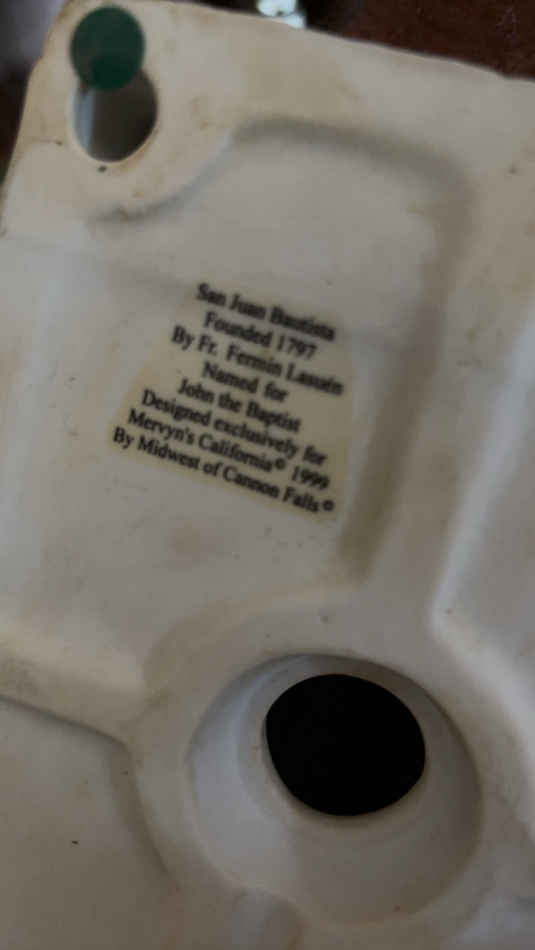 San Juan Bautista
Founded 1797
By Fr. Fermin Lasuén
Named for
John the Baptist
Designed exclusively for
Mervyn's California© 1999
By Midwest of Cannon Falls©